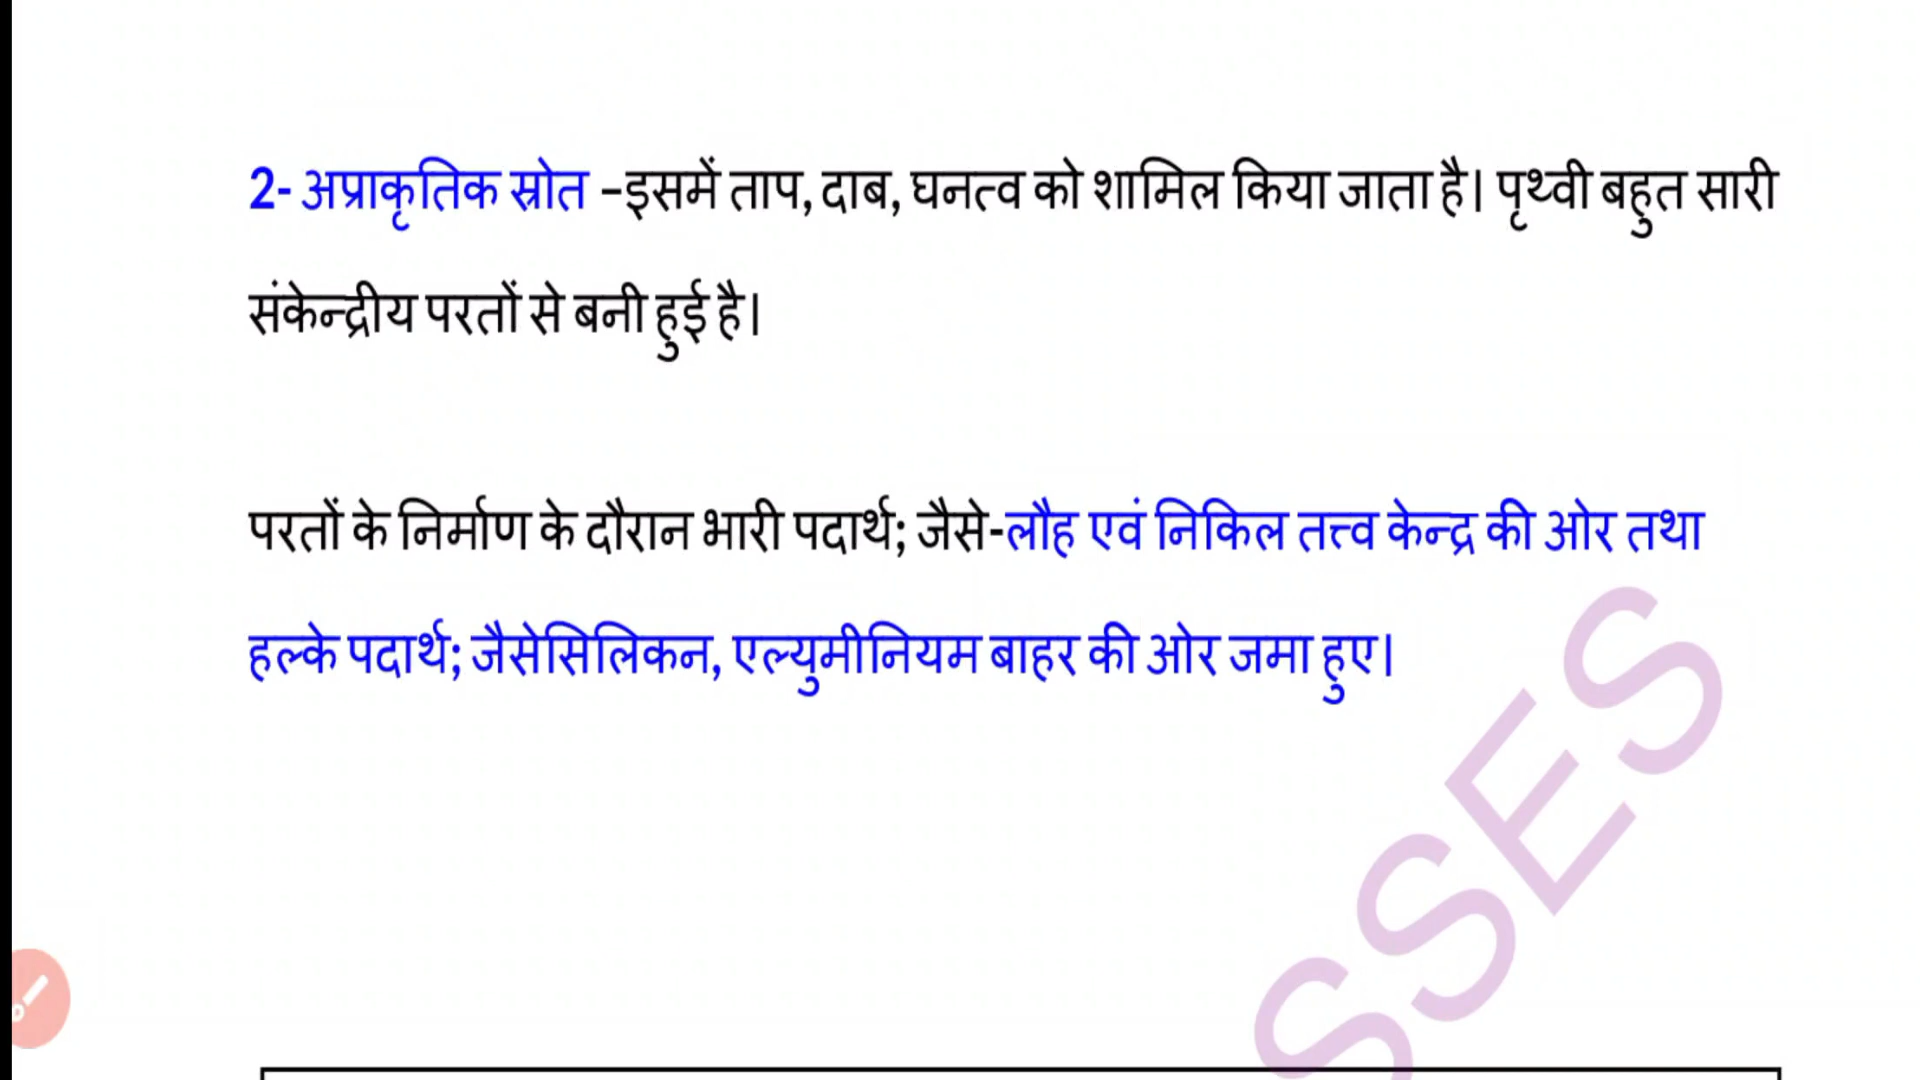 2- अप्राकृतिक स्रोत –इसमें ताप, दाब, घनत्व को शामिल किया जाता है। पृथ्वी बहुत सारी
संकेन्द्रीय परतों से बनी हुई है।
परतों के निर्माण के दौरान भारी पदार्थ; जैसे-लौह एवं निकिल तत्त्व केन्द्र की ओर तथा
हल्के पदार्थ; जैसेसिलिकन, एल्युमीनियम बाहर की ओर जमा हुए।
SSES